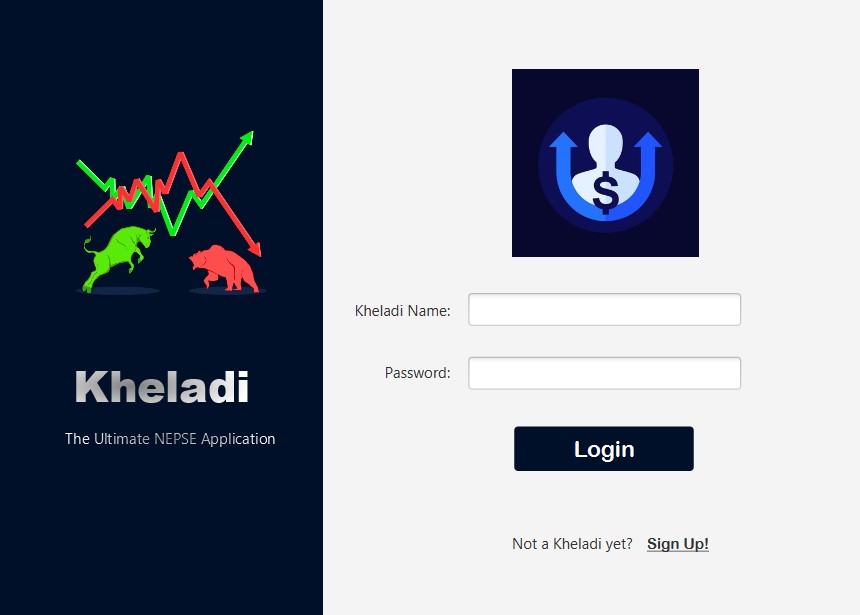 Kheladi
The Ultimate NEPSE Application
$
Kheladi Name:
Password:
Login
Not a Kheladi yet? Sign Up!